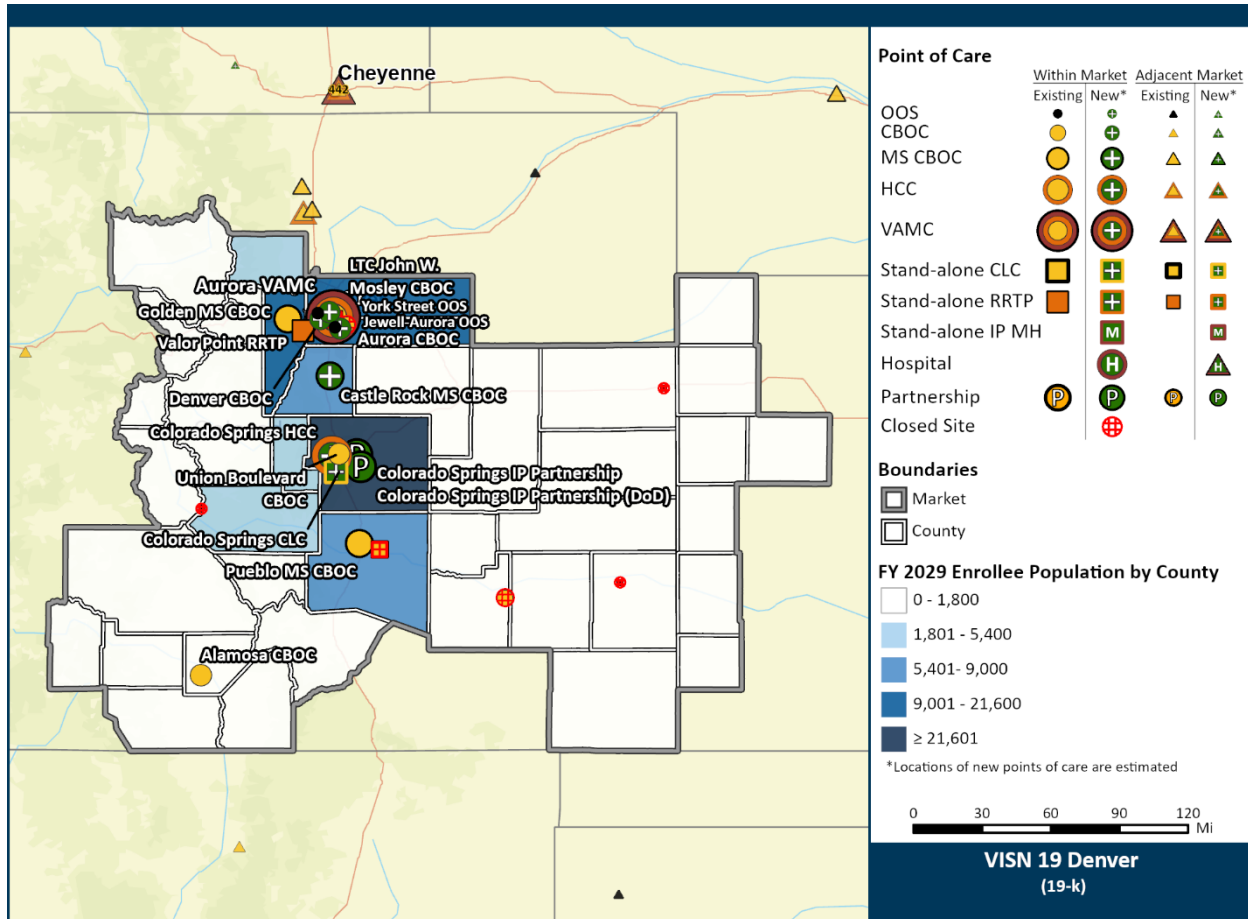 Cheyenne
442
LTC John W.
Aurora VAMC
Mosley CBOC
Golden MS CBOC
York Street OOS
Jewell-Aurora OOS
Valor Point RRTP
Aurora CBOC
Denver CBOC
Castle Rock MS CBOC
Colorado Springs HCC
Union Boulevard
CBOC
P
P
Colorado Springs IP Partnership
Colorado Springs IP Partnership (DoD)
Colorado Springs CLC
Pueblo MS CBOC
Alamosa CBOC
Point of Care
Within Market Adjacent Market
Existing New* Existing New*
OOS
CBOC
MS CBOC
HCC
VAMC
Stand-alone CLC
Stand-alone RRTP
Stand-alone IP MH M M
Hospital H H
Partnership P P P P
Closed Site
Boundaries
Market
County
FY 2029 Enrollee Population by County
0 - 1,800
1,801 - 5,400
5,401- 9,000
9,001 - 21,600
≥ 21,601
*Locations of new points of care are estimated
0 30 60 90 120
Mi
VISN 19 Denver
(19-k)